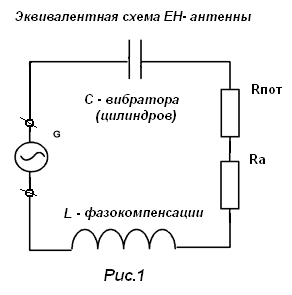 Эквивалентная схема ЕН- антенны
С - вибратора
(цилиндров)
Rпот
G
Ra
L - фазокомпенсации
Рис.1